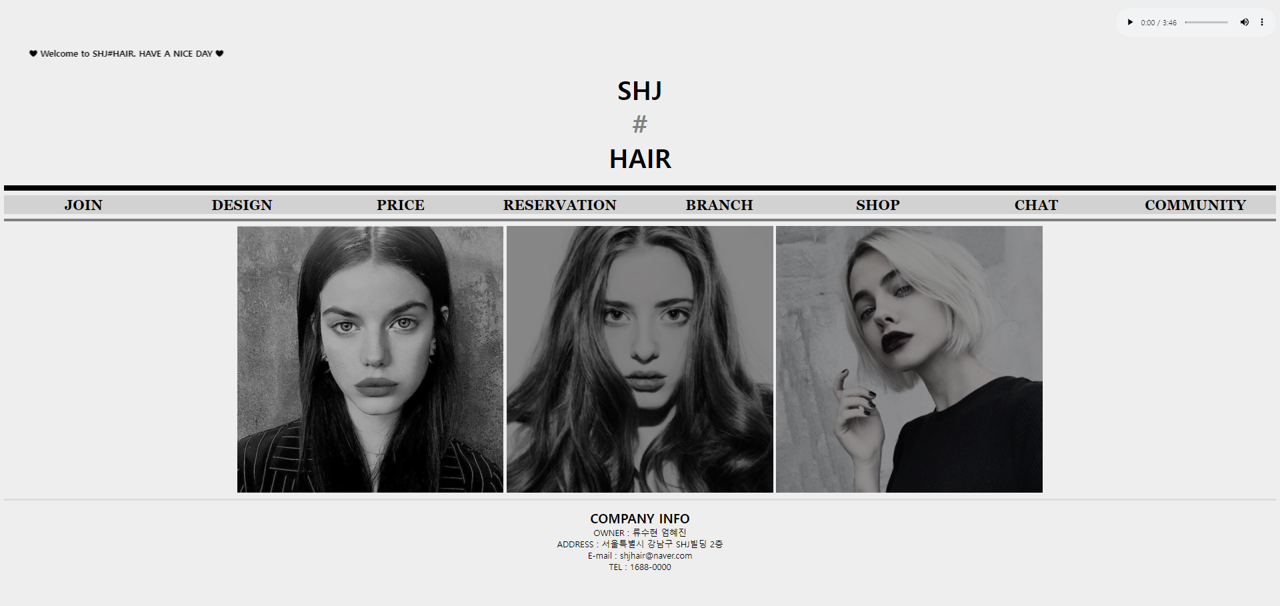 0:00 / 3:46
♥ Welcome to SHJ#HAIR. HAVE A NICE DAY ♥
SHJ
#
HAIR
JOIN DESIGN PRICE RESERVATION BRANCH SHOP CHAT COMMUNITY
COMPANY INFO
OWNER : 류수현 엄혜진
ADDRESS : 서울특별시 강남구 SHJ빌딩 2층
E-mail : shjhair@naver.com
TEL : 1688-0000